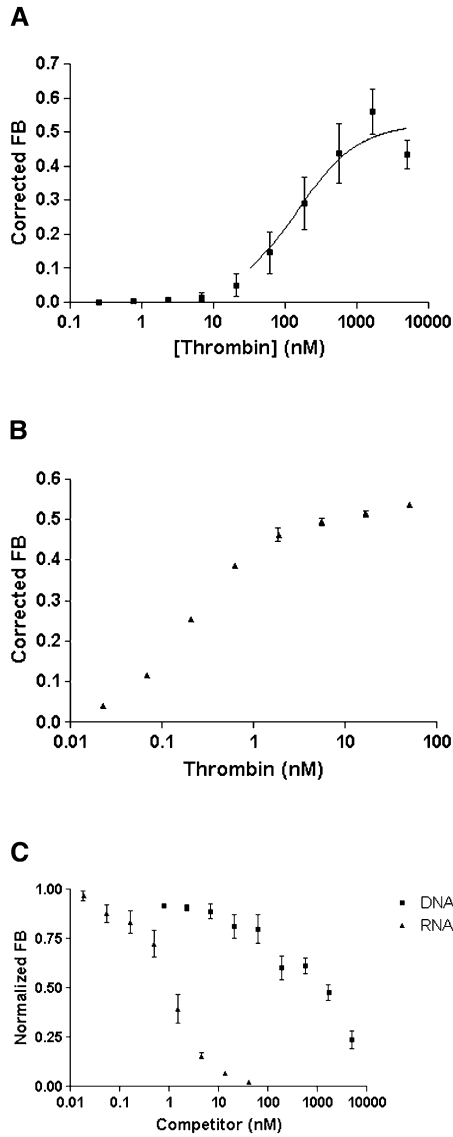 A
Corrected FB
0.7
0.6
0.5
0.4
0.3
0.2
0.1
0.0
0.1 1 10 100 1000 10000
[Thrombin] (nM)
B
Corrected FB
0.6
0.5
0.4
0.3
0.2
0.1
0.0
0.01 0.1 1 10 100
Thrombin (nM)
C
Normalized FB
1.00
0.75
0.50
0.25
0.00
0.01 0.1 1 10 100 1000 10000
Competitor (nM)
DNA
RNA